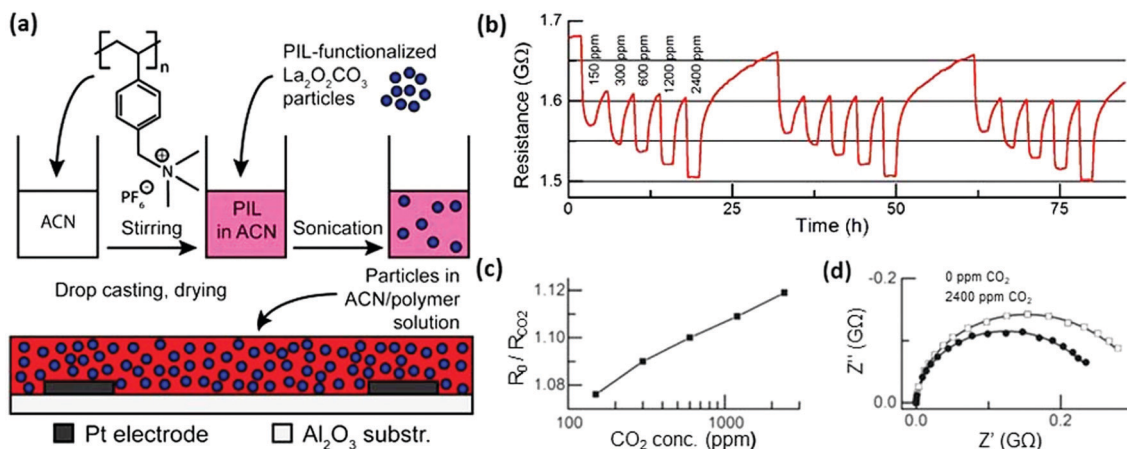 (a)
n
N
⊕
PF₆⊖
PIL-functionalized
La₂O₂CO₃
particles
ACN
Stirring
PIL
in ACN
Sonication
Drop casting, drying
Particles in
ACN/polymer
solution
Pt electrode
Al₂O₃ substr.
(b)
Resistance (GΩ)
1.6
1.6
1.5
150 ppm
300 ppm
600 ppm
1200 ppm
2400 ppm
0
25
50
75
Time (h)
(c)
R₀ / R_CO2
1.12
1.10
1.08
100
1000
CO₂ conc. (ppm)
(d)
0 ppm CO₂
2400 ppm CO₂
Z'' (GΩ)
-0.2
0.0
0.0
0.2
Z' (GΩ)